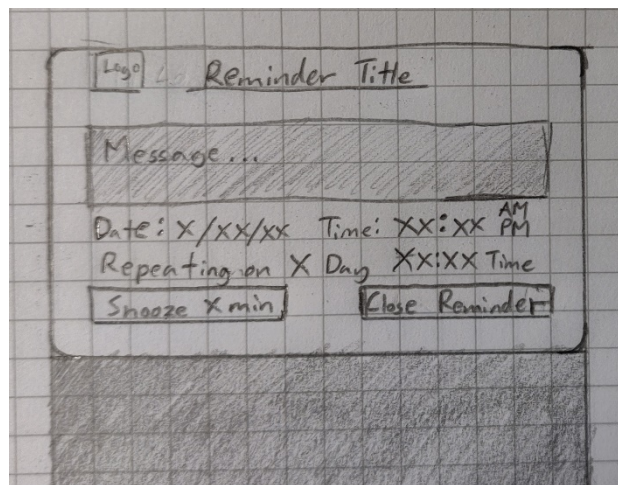 Logo Reminder Title
Message...
Date: X/XX/XX Time: XX:XX AM PM
Repeating on X Day XX:XX Time
Snooze X min Close Reminder